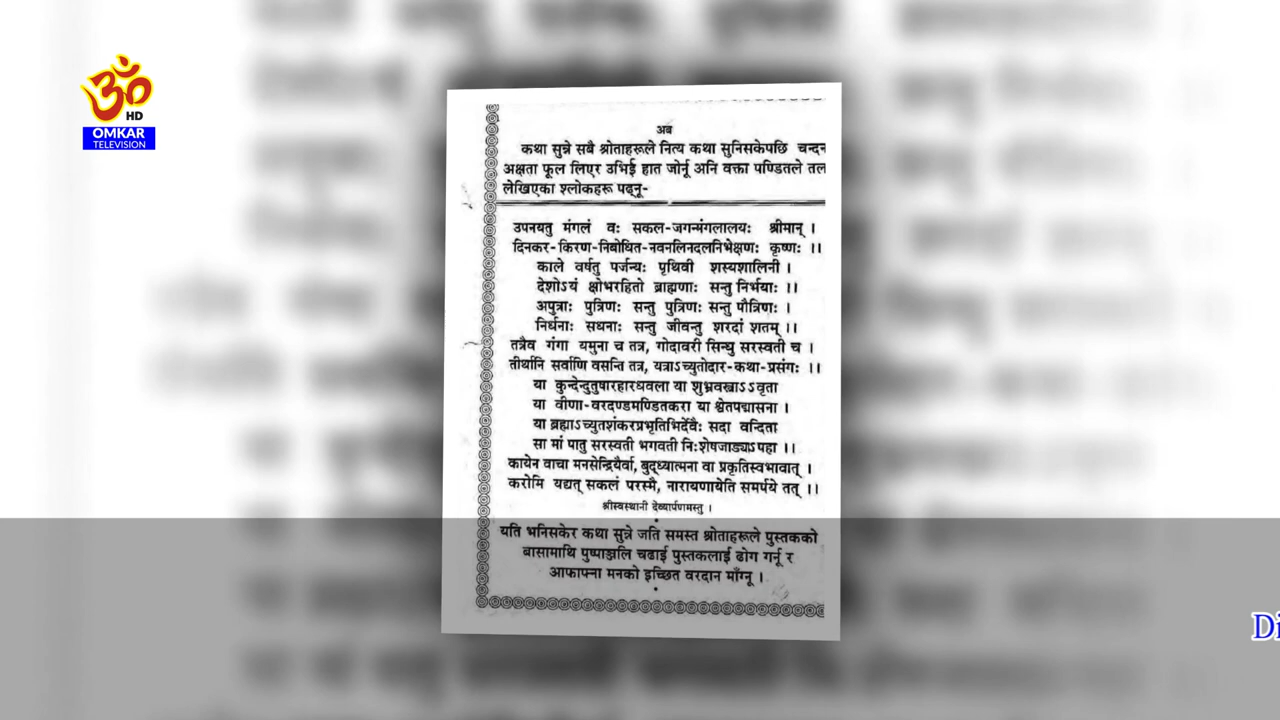 ॐ
HD
OMKAR
TELEVISION
अब
कथा सुन्ने सबै श्रोताहरूले नित्य कथा सुनिसकेपछि चन्दन
अक्षता फूल लिएर उभिई हात जोर्नू अनि वक्ता पण्डितले तल
लेखिएका श्लोकहरू पढ्नू-
उपनयतु मंगलं वः सकल-जगन्मंगलालयः श्रीमान् ।
दिनकर-किरण-निबोधित-नवनलिनदलनिभेक्षणः कृष्णः ।।
काले वर्षतु पर्जन्यः पृथिवी शस्यशालिनी ।
देशोऽयं क्षोभरहितो ब्राह्मणाः सन्तु निर्भयाः ।।
अपुत्राः पुत्रिणः सन्तु पुत्रिणः सन्तु पौत्रिणः ।
निर्धनाः सधनाः सन्तु जीवन्तु शरदां शतम् ।।
तत्रैव गंगा यमुना च तत्र, गोदावरी सिन्धु सरस्वती च ।
तीर्थानि सर्वाणि वसन्ति तत्र, यत्राऽच्युतोदार-कथा-प्रसंगः ।।
या कुन्देन्दुतुषारहारधवला या शुभ्रवस्त्राऽऽवृता
या वीणा-वरदण्डमण्डितकरा या श्वेतपद्मासना ।
या ब्रह्माऽच्युतशंकरप्रभृतिभिर्देवैः सदा वन्दिता
सा मां पातु सरस्वती भगवती निःशेषजाड्यऽपहा ।।
कायेन वाचा मनसेन्द्रियैर्वा, बुद्ध्यात्मना वा प्रकृतिस्वभावात् ।
करोमि यद्यत् सकलं परस्मै, नारायणायेति समर्पये तत् ।।
श्रीस्वस्थानी देव्यार्पणमस्तु ।
यति भनिसकेर कथा सुन्ने जति समस्त श्रोताहरूले पुस्तकको
बासामाथि पुष्पाञ्जलि चढाई पुस्तकलाई ढोग गर्नू र
आफाफ्ना मनको इच्छित वरदान माँग्नू ।
Di